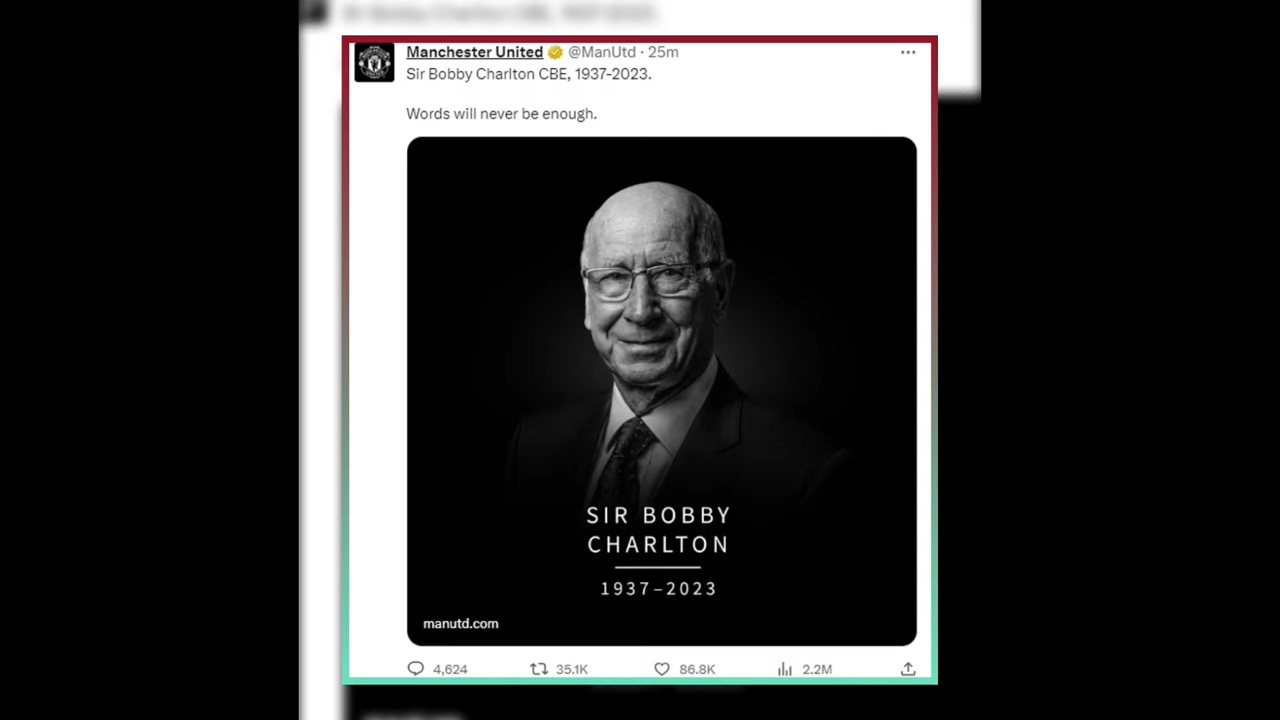 Manchester United @ManUtd · 25m
Sir Bobby Charlton CBE, 1937-2023.
Words will never be enough.
SIR BOBBY
CHARLTON
1937–2023
manutd.com
4,624 35.1K 86.8K 2.2M